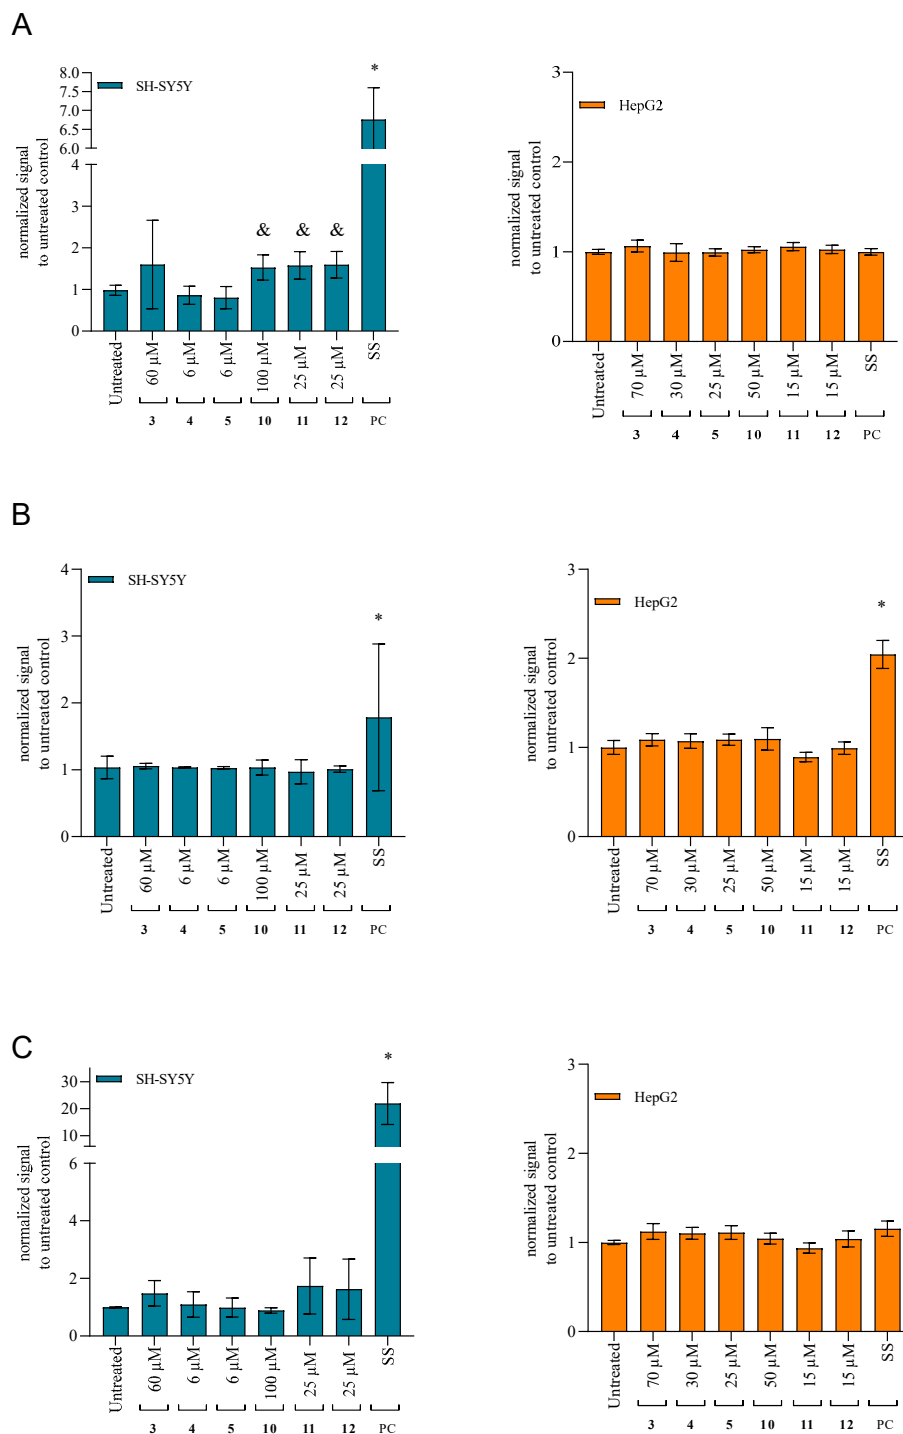 A
normalized signal
to untreated control
8.0
7.5
7.0
6.5
6.0
4
3
2
1
0
SH-SY5Y
& & & *
Untreated 60 µM 6 µM 6 µM 100 µM 25 µM 25 µM SS
3 4 5 10 11 12 PC
normalized signal
to untreated control
3
2
1
0
HepG2
Untreated 70 µM 30 µM 25 µM 50 µM 15 µM 15 µM SS
3 4 5 10 11 12 PC
B
normalized signal
to untreated control
4
3
2
1
0
SH-SY5Y
*
Untreated 60 µM 6 µM 6 µM 100 µM 25 µM 25 µM SS
3 4 5 10 11 12 PC
normalized signal
to untreated control
3
2
1
0
HepG2
*
Untreated 70 µM 30 µM 25 µM 50 µM 15 µM 15 µM SS
3 4 5 10 11 12 PC
C
normalized signal
to untreated control
30
20
10
6
4
2
0
SH-SY5Y
*
Untreated 60 µM 6 µM 6 µM 100 µM 25 µM 25 µM SS
3 4 5 10 11 12 PC
normalized signal
to untreated control
3
2
1
0
HepG2
Untreated 70 µM 30 µM 25 µM 50 µM 15 µM 15 µM SS
3 4 5 10 11 12 PC